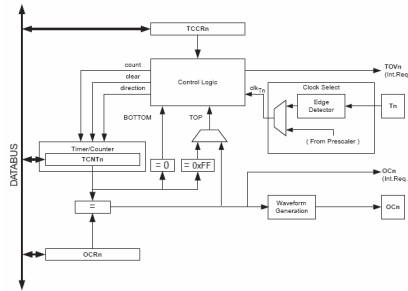 TCCRn
count
clear
direction
Control Logic
TOVn
(Int.Req.)
clkTn
Clock Select
Edge
Detector
Tn
( From Prescaler )
BOTTOM
TOP
DATABUS
Timer/Counter
TCNTn
= 0
= 0xFF
OCn
(Int.Req.)
=
Waveform
Generation
OCn
OCRn